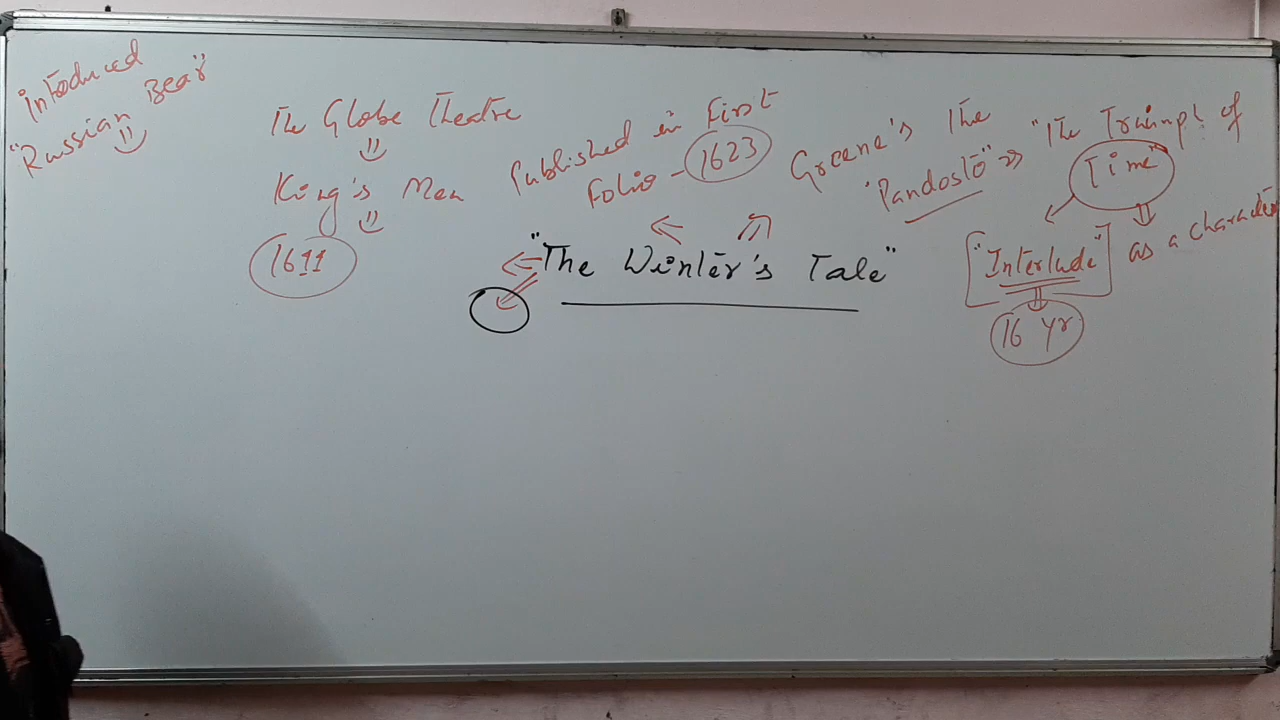 Introduced
"Russian Bear"
The Globe Theatre
King's Men
1611
Published in First
Folio - 1623
Greene's The
"Pandosto"
"The Triumph of
Time"
["Interlude"] as a character
16 Yr
"The Winter's Tale"